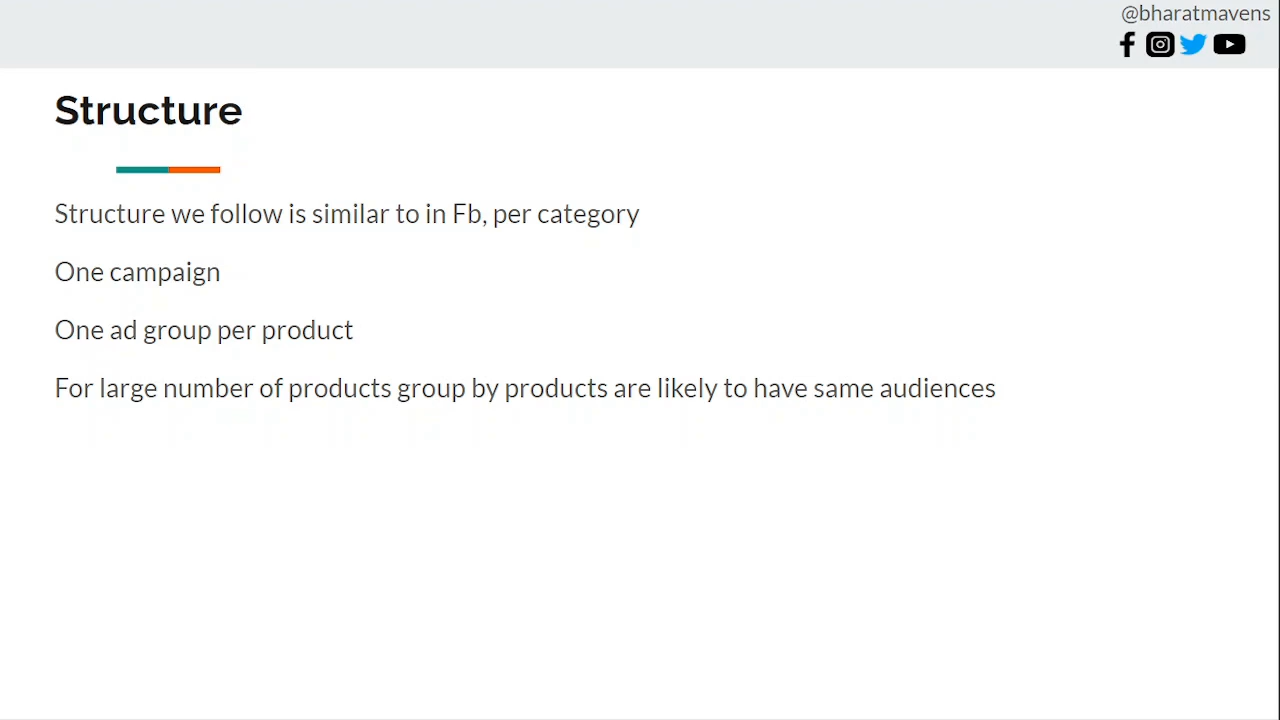 @bharatmavens
Structure
Structure we follow is similar to in Fb, per category
One campaign
One ad group per product
For large number of products group by products are likely to have same audiences